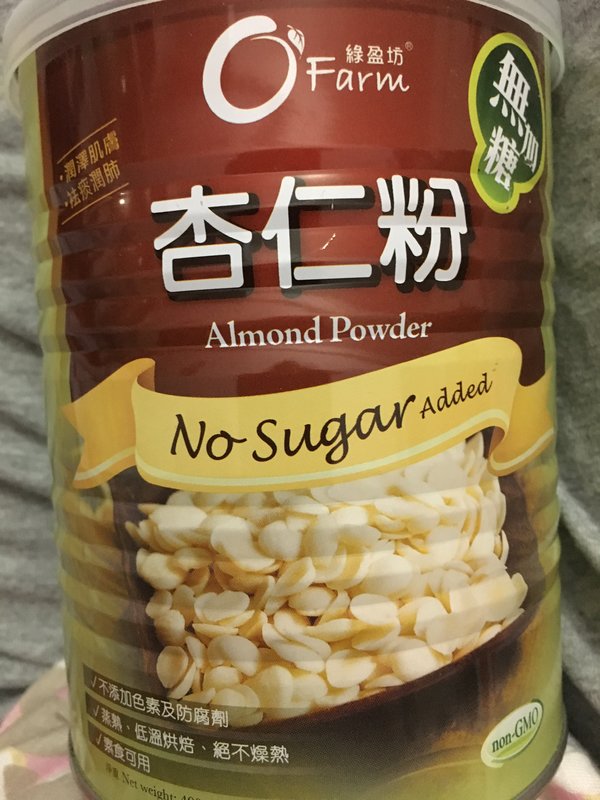 O'Farm
綠盈坊®
無加糖
·潤澤肌膚
·祛痰潤肺
杏仁粉
Almond Powder
No Sugar Added
√不添加色素及防腐劑
√蒸熟、低溫烘焙、絕不燥熱
√素食可用
淨重 Net weight:
non-GMO